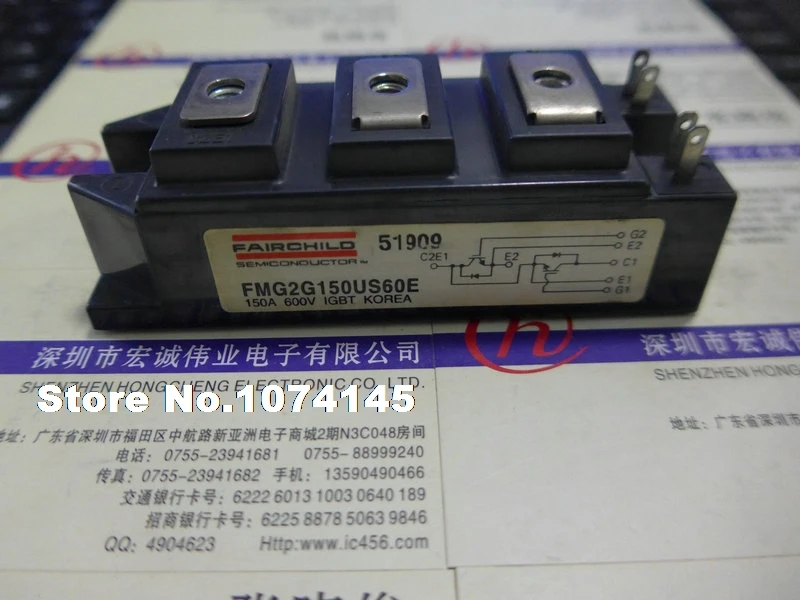 FAIRCHILD
SEMICONDUCTOR™
51909
FMG2G150US60E
150A 600V IGBT KOREA
C2E1
E2
G2
E2
C1
E1
G1
深圳市宏诚伟业电子有限公司
SHENZHEN HONGCHENG ELECTRONIC CO., LTD.
Store No.1074145
地址：广东省深圳市福田区中航路新亚洲电子商城2期N3C048房间
电话：0755-23941681 0755-88999240
传真：0755-23941682 手机：13590490466
交通银行卡号：6222 6013 1003 0640 189
招商银行卡号：6225 8878 5063 9846
QQ：4904623 Http:www.ic456.com
深圳市宏诚
SHENZHEN HONG
地址：广东省深